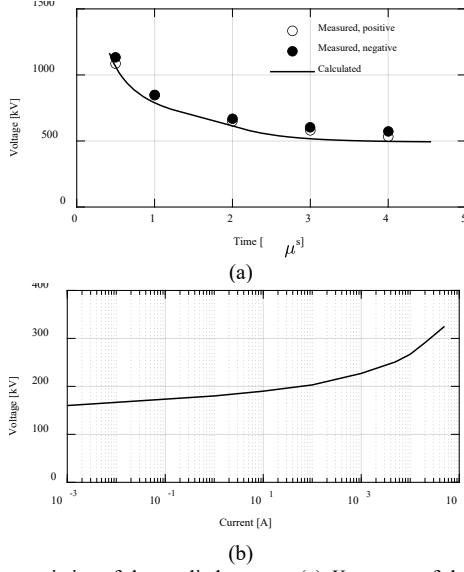 1500
Measured, positive
Measured, negative
Calculated
1000
500
0
Voltage [kV]
0 1 2 3 4 5
Time [ μs]
(a)
400
300
200
100
0
Voltage [kV]
10 -3 10 -1 10 1 10 3 10
Current [A]
(b)